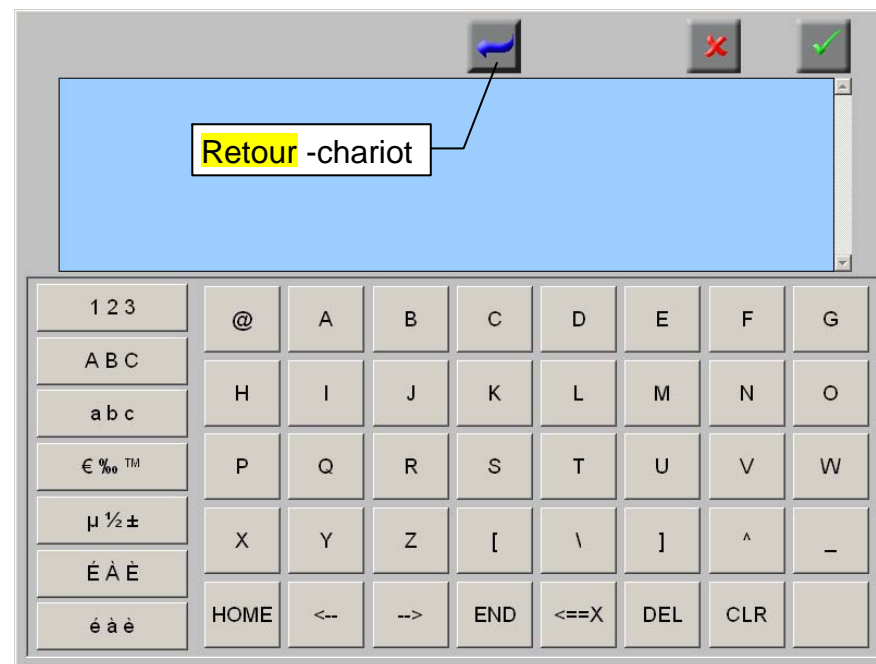 Retour -chariot
1 2 3
A B C
a b c
€ ‰ ™
µ ½ ±
É À È
é à è
@ A B C D E F G
H I J K L M N O
P Q R S T U V W
X Y Z [ \ ] ^ _
HOME <-- --> END <==X DEL CLR